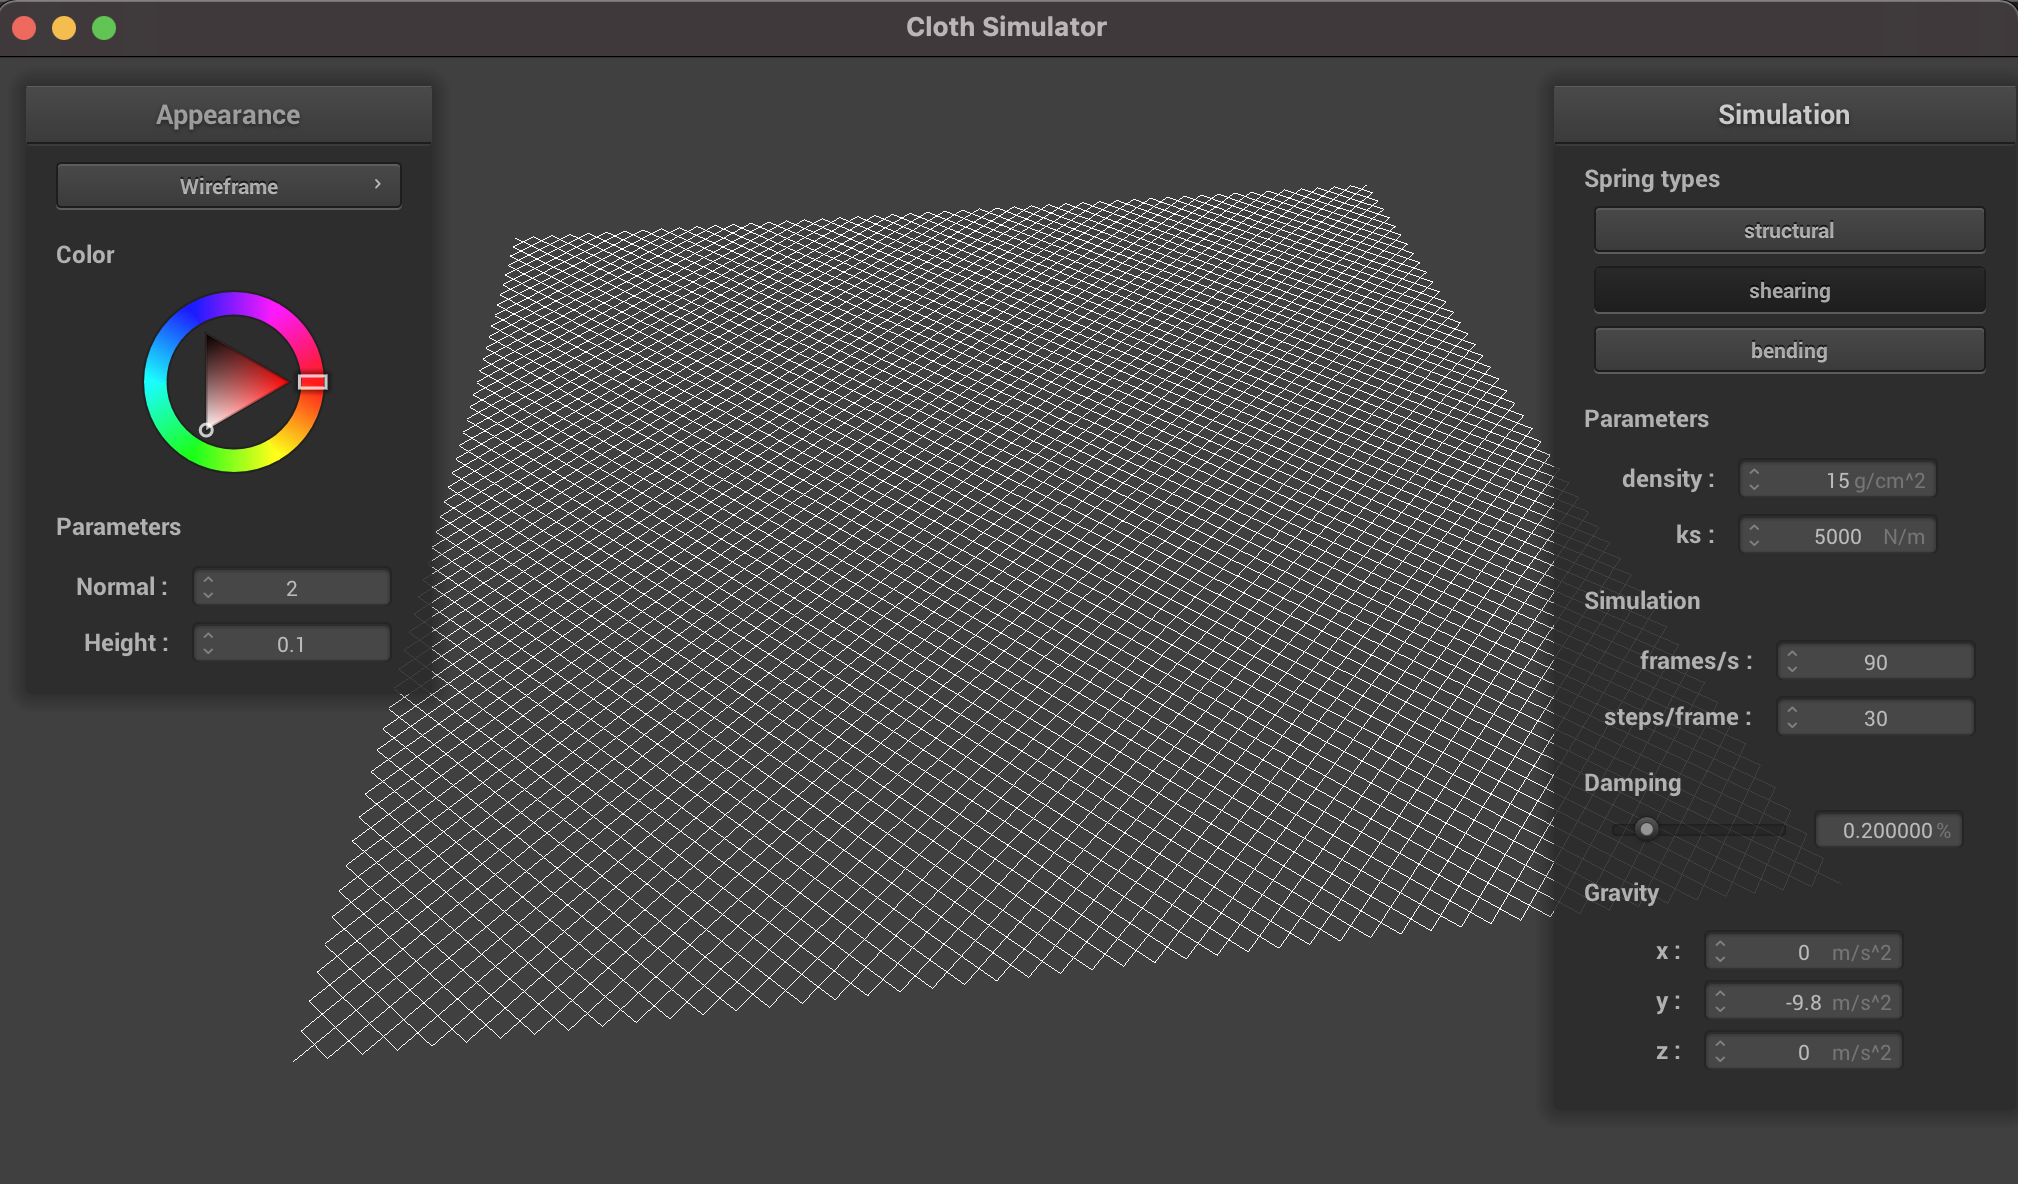 Cloth Simulator
Appearance
Wireframe
Color
Parameters
Normal : 2
Height : 0.1
Simulation
Spring types
structural
shearing
bending
Parameters
density : 15 g/cm^2
ks : 5000 N/m
Simulation
frames/s : 90
steps/frame : 30
Damping
0.200000 %
Gravity
x : 0 m/s^2
y : -9.8 m/s^2
z : 0 m/s^2